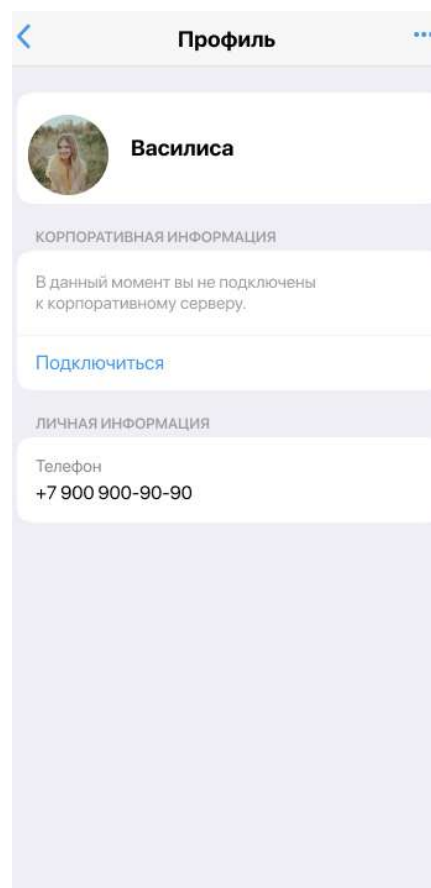 Профиль
Василиса
КОРПОРАТИВНАЯ ИНФОРМАЦИЯ
В данный момент вы не подключены
к корпоративному серверу.
Подключиться
ЛИЧНАЯ ИНФОРМАЦИЯ
Телефон
+7 900 900-90-90